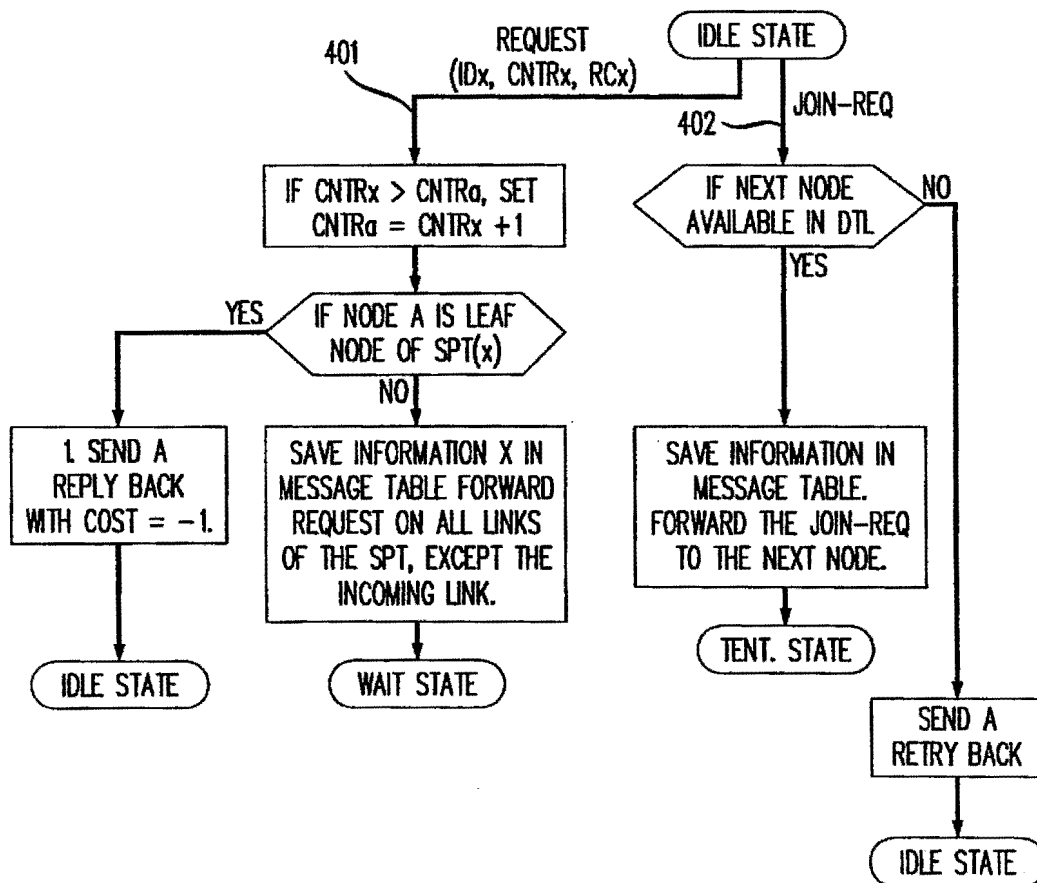 IDLE STATE
REQUEST
(IDx, CNTRx, RCx)
401
402
JOIN-REQ
IF CNTRx > CNTRa, SET
CNTRa = CNTRx +1
IF NEXT NODE
AVAILABLE IN DTL
NO
YES
YES
IF NODE A IS LEAF
NODE OF SPT(x)
NO
1. SEND A
REPLY BACK
WITH COST = -1.
SAVE INFORMATION X IN
MESSAGE TABLE FORWARD
REQUEST ON ALL LINKS
OF THE SPT, EXCEPT THE
INCOMING LINK.
SAVE INFORMATION IN
MESSAGE TABLE.
FORWARD THE JOIN-REQ
TO THE NEXT NODE.
IDLE STATE
WAIT STATE
TENT. STATE
SEND A
RETRY BACK
IDLE STATE